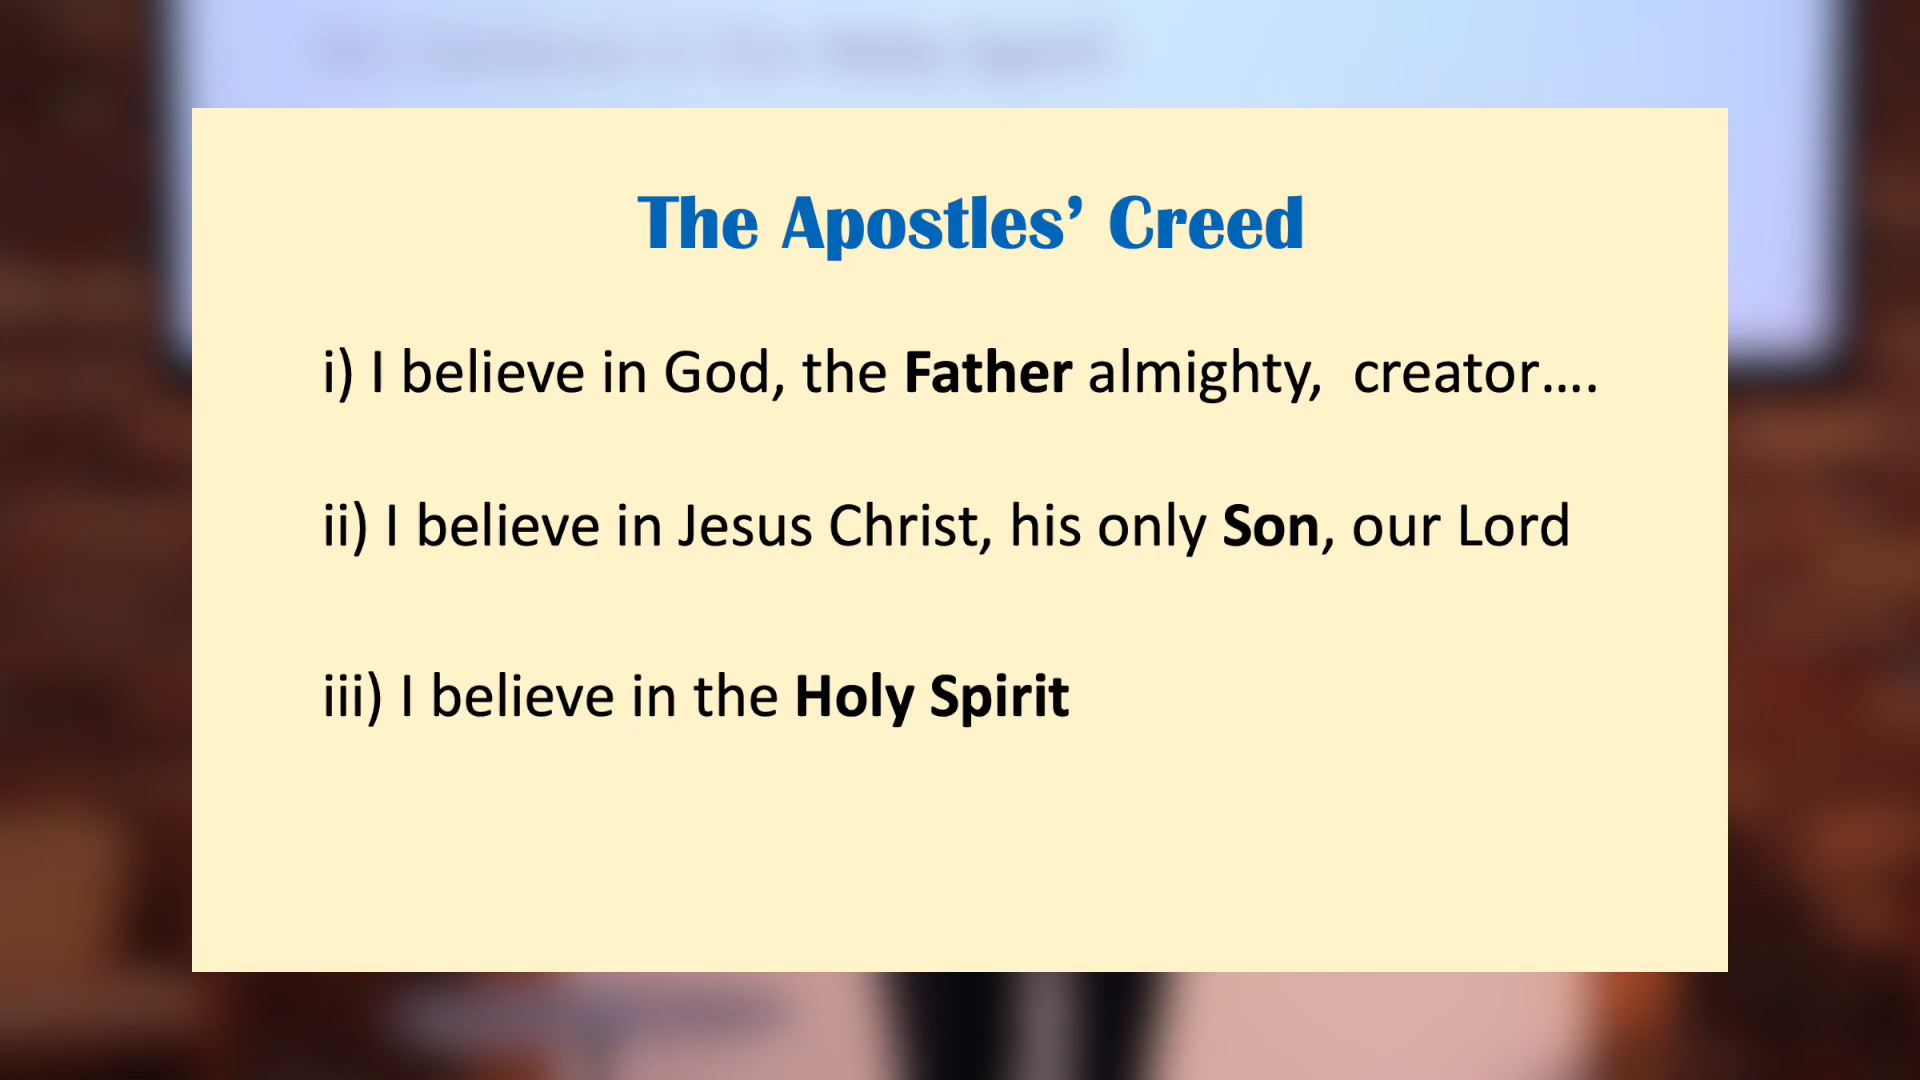 The Apostles’ Creed
i) I believe in God, the Father almighty,  creator....
ii) I believe in Jesus Christ, his only Son, our Lord
iii) I believe in the Holy Spirit